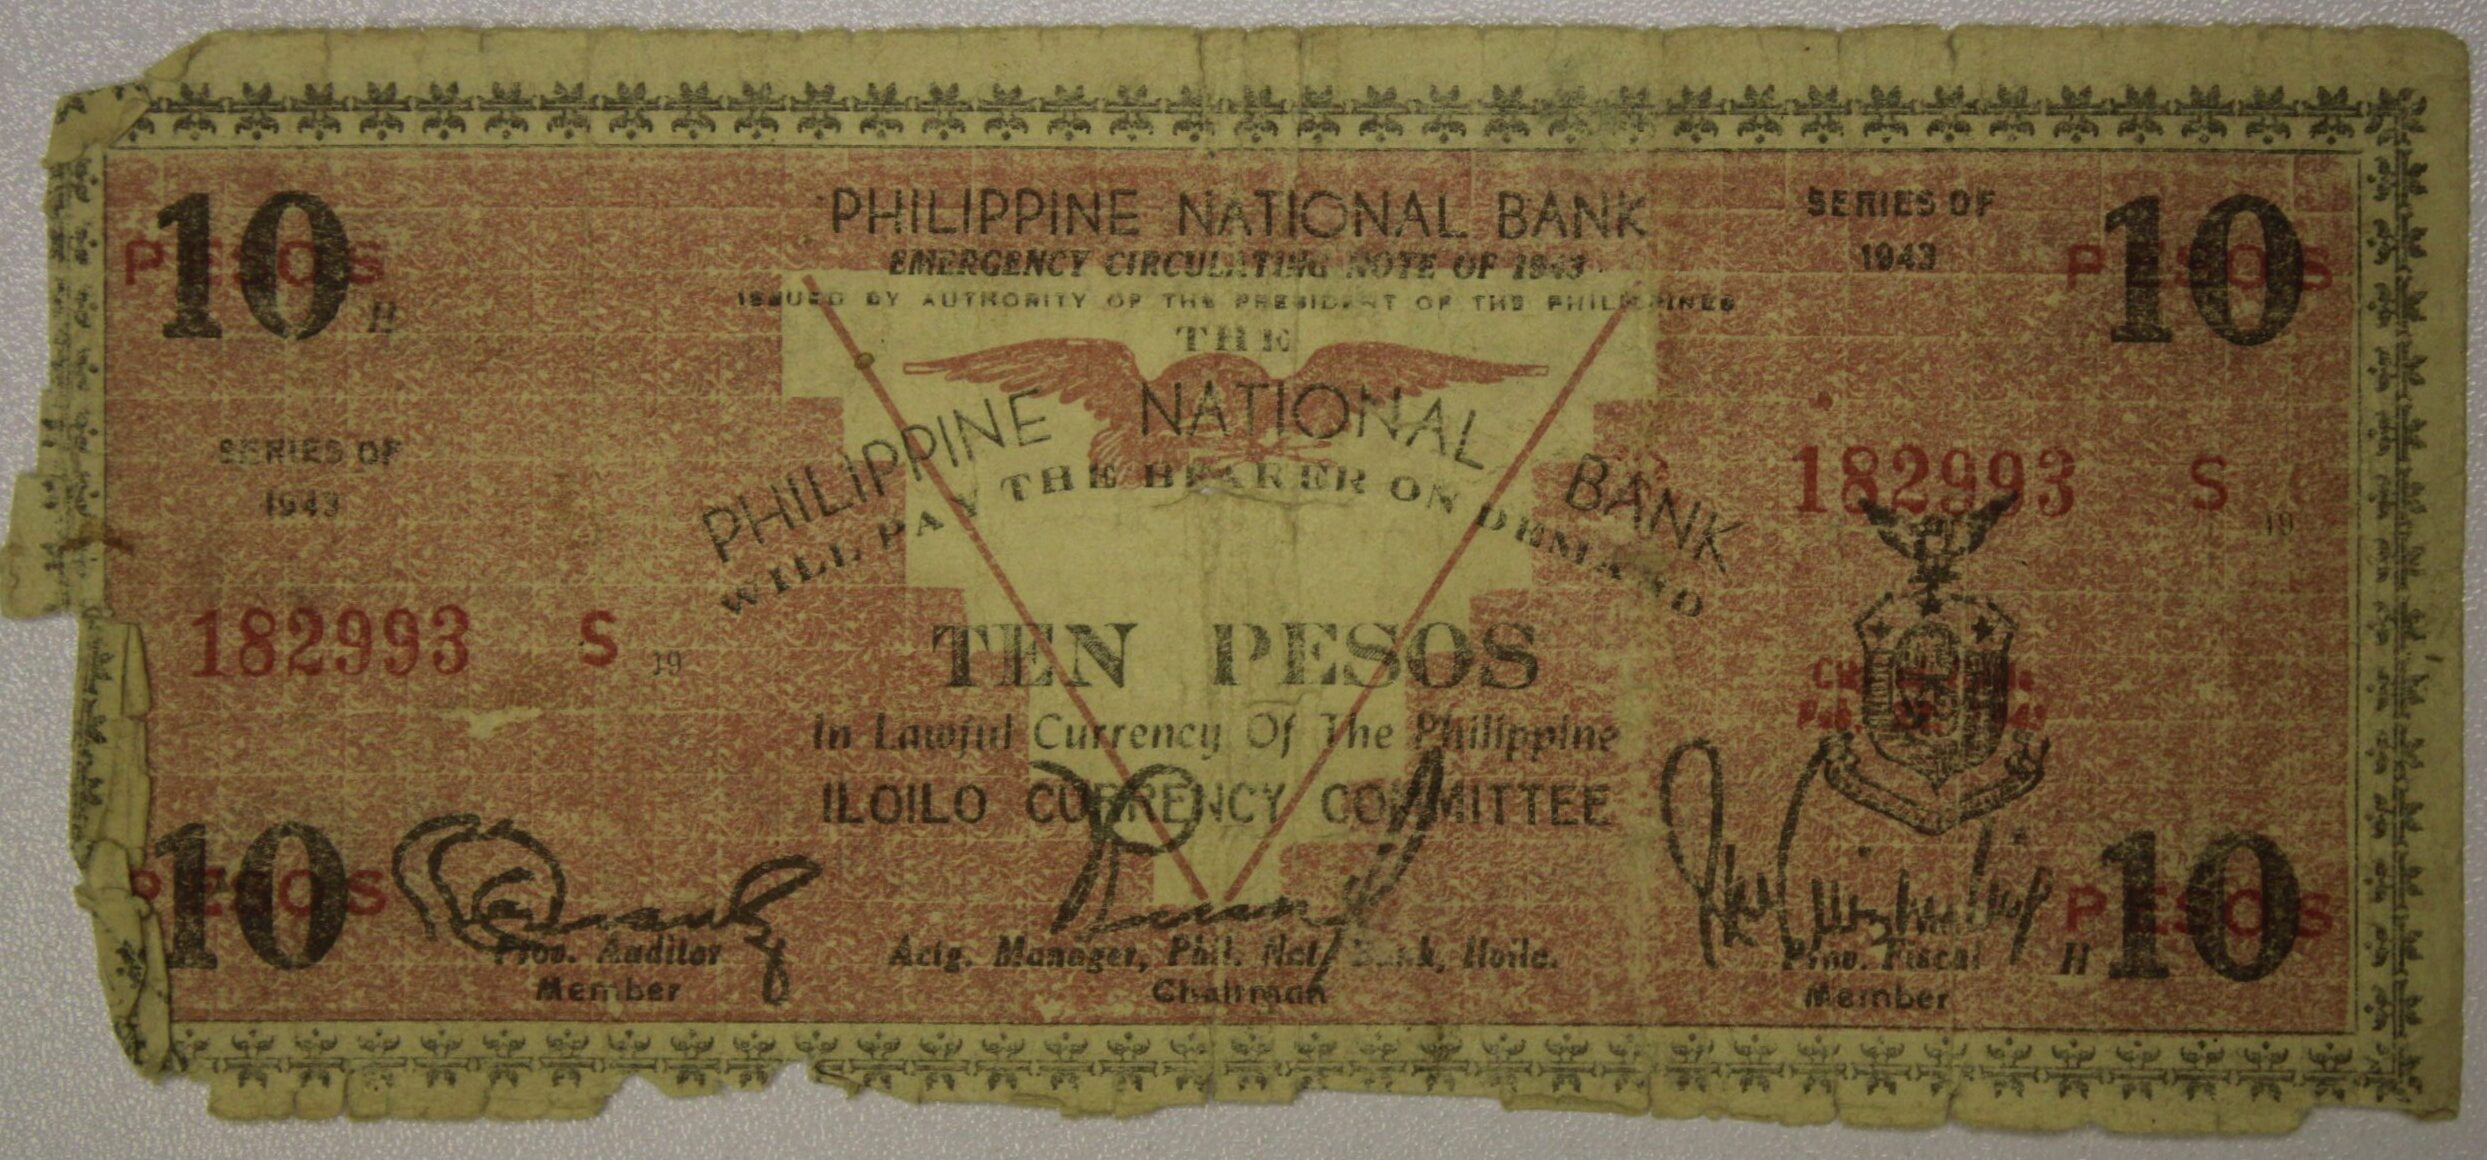 PHILIPPINE NATIONAL BANK
EMERGENCY CIRCULATING NOTE OF 1943
ISSUED BY AUTHORITY OF THE PRESIDENT OF THE PHILIPPINES
SERIES OF
1943
10
PESOS
H
10
PESOS
THE
PHILIPPINE NATIONAL BANK
WILL PAY THE BEARER ON DEMAND
SERIES OF
1943
182993 S 19
182993 S 19
TEN PESOS
In Lawful Currency Of The Philippine
ILOILO CURRENCY COMMITTEE
10
PESOS
H 10
PESOS
Prov. Auditor
Member
Actg. Manager, Phil. Nat. Bank, Iloilo.
Chairman
Prov. Fiscal
Member